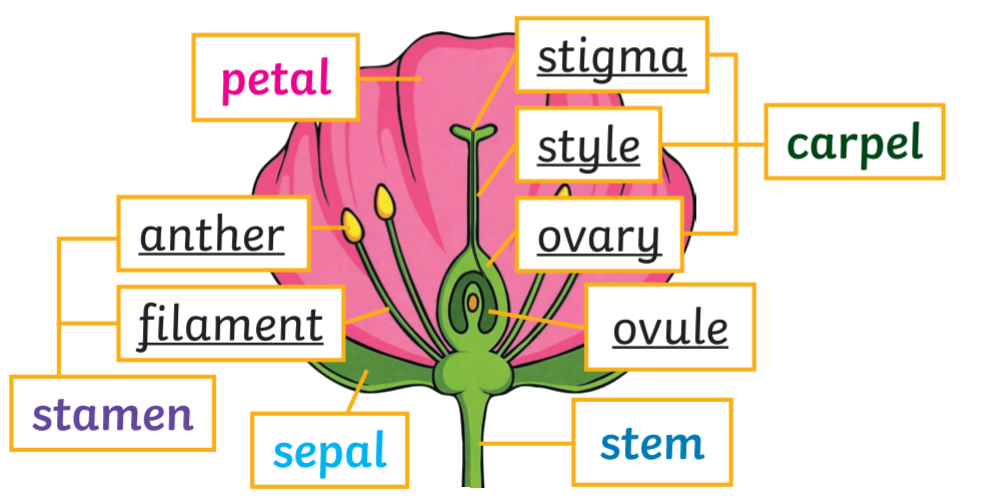 petal
stigma
style
carpel
anther
ovary
filament
ovule
stamen
sepal
stem